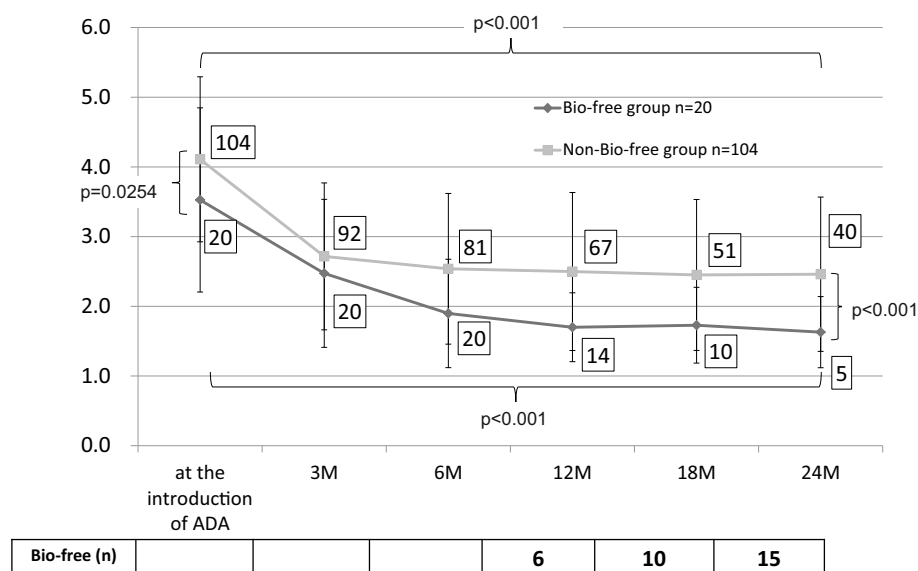 p<0.001
6.0
5.0
4.0
3.0
2.0
1.0
0.0
Bio-free group n=20
Non-Bio-free group n=104
104
p=0.0254
20
92
20
81
20
67
14
51
10
40
p<0.001
5
p<0.001
at the
introduction
of ADA
3M
6M
12M
18M
24M
Bio-free (n) 6 10 15